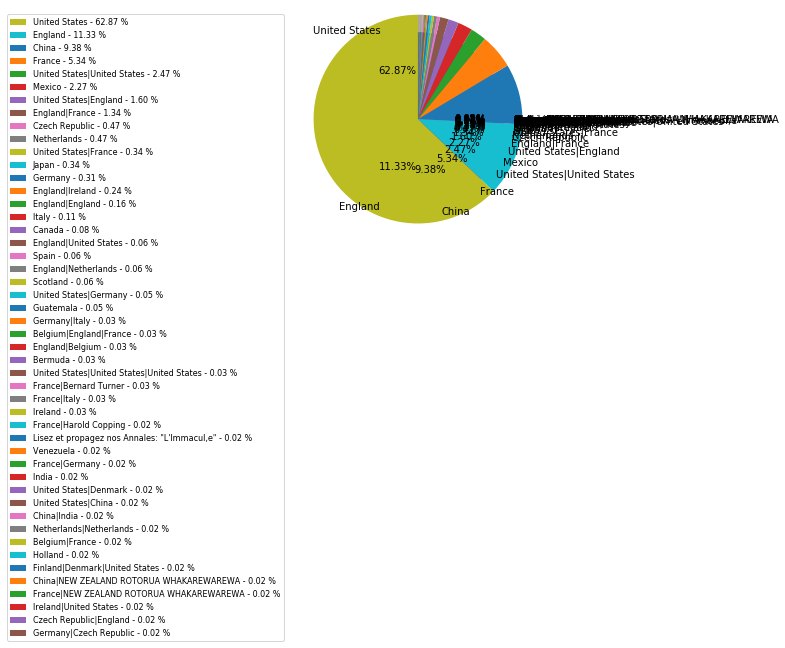 United States - 62.87 %
England - 11.33 %
China - 9.38 %
France - 5.34 %
United States|United States - 2.47 %
Mexico - 2.27 %
United States|England - 1.60 %
England|France - 1.34 %
Czech Republic - 0.47 %
Netherlands - 0.47 %
United States|France - 0.34 %
Japan - 0.34 %
Germany - 0.31 %
England|Ireland - 0.24 %
England|England - 0.16 %
Italy - 0.11 %
Canada - 0.08 %
England|United States - 0.06 %
Spain - 0.06 %
England|Netherlands - 0.06 %
Scotland - 0.06 %
United States|Germany - 0.05 %
Guatemala - 0.05 %
Germany|Italy - 0.03 %
Belgium|England|France - 0.03 %
England|Belgium - 0.03 %
Bermuda - 0.03 %
United States|United States|United States - 0.03 %
France|Bernard Turner - 0.03 %
France|Italy - 0.03 %
Ireland - 0.03 %
France|Harold Copping - 0.02 %
Lisez et propagez nos Annales: "L'Immacul,e" - 0.02 %
Venezuela - 0.02 %
France|Germany - 0.02 %
India - 0.02 %
United States|Denmark - 0.02 %
United States|China - 0.02 %
China|India - 0.02 %
Netherlands|Netherlands - 0.02 %
Belgium|France - 0.02 %
Holland - 0.02 %
Finland|Denmark|United States - 0.02 %
China|NEW ZEALAND ROTORUA WHAKAREWAREWA - 0.02 %
France|NEW ZEALAND ROTORUA WHAKAREWAREWA - 0.02 %
Ireland|United States - 0.02 %
Czech Republic|England - 0.02 %
Germany|Czech Republic - 0.02 %
United States
62.87%
England|France
2.27%
United States|England
2.47%
5.34%
Mexico
11.33%
9.38%
United States|United States
France
England
China